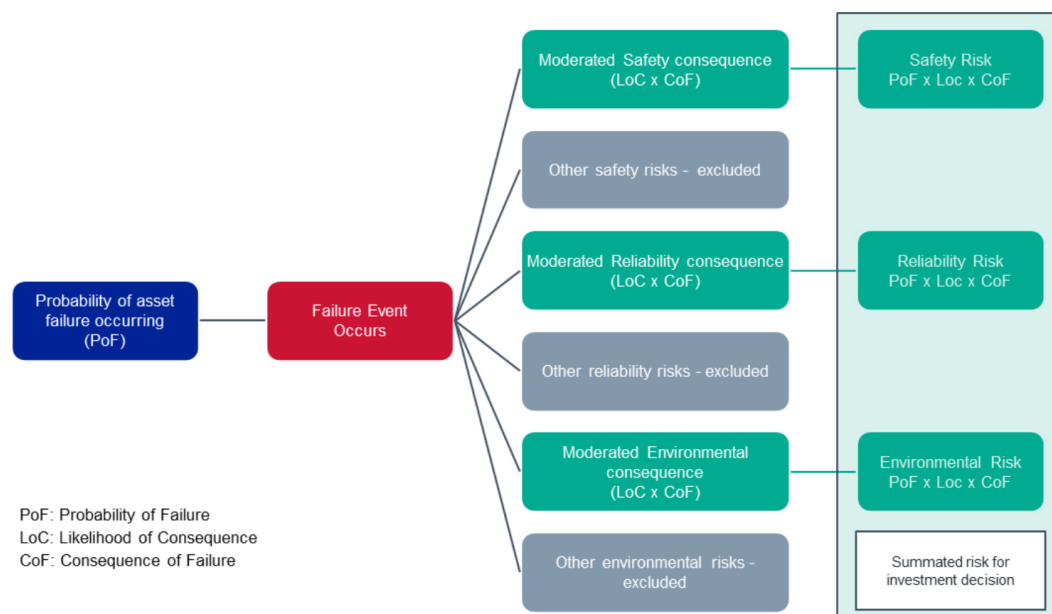 Probability of asset
failure occurring
(PoF)
Failure Event
Occurs
Moderated Safety consequence
(LoC x CoF)
Other safety risks - excluded
Moderated Reliability consequence
(LoC x CoF)
Other reliability risks - excluded
Moderated Environmental
consequence
(LoC x CoF)
Other environmental risks -
excluded
Safety Risk
PoF x Loc x CoF
Reliability Risk
PoF x Loc x CoF
Environmental Risk
PoF x Loc x CoF
Summated risk for
investment decision
PoF: Probability of Failure
LoC: Likelihood of Consequence
CoF: Consequence of Failure